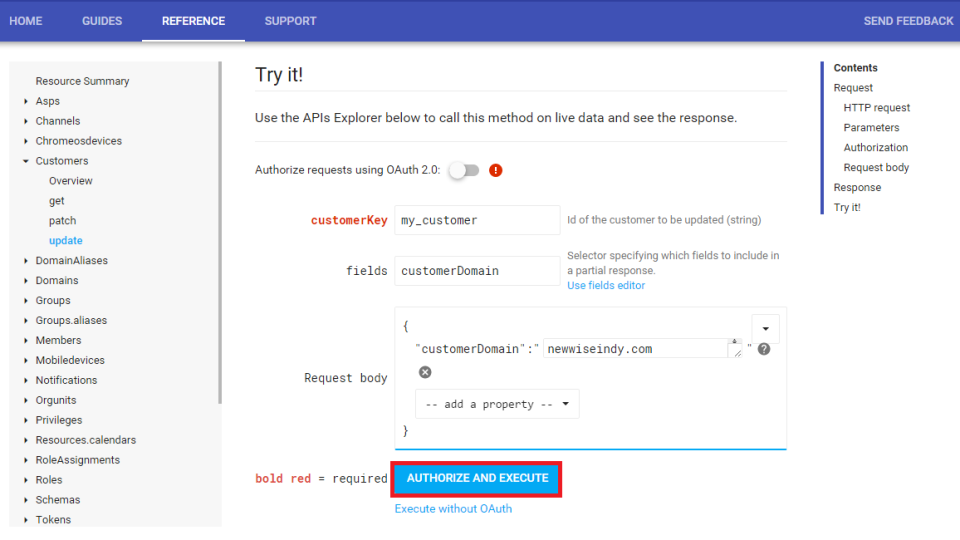 HOME GUIDES REFERENCE SUPPORT SEND FEEDBACK
Resource Summary
Asps
Channels
Chromeosdevices
Customers
Overview
get
patch
update
DomainAliases
Domains
Groups
Groups.aliases
Members
Mobiledevices
Notifications
Orgunits
Privileges
Resources.calendars
RoleAssignments
Roles
Schemas
Tokens
Try it!
Use the APIs Explorer below to call this method on live data and see the response.
Authorize requests using OAuth 2.0:
customerKey my_customer Id of the customer to be updated (string)
fields customerDomain Selector specifying which fields to include in
a partial response.
Use fields editor
Request body
{
"customerDomain":" newwiseindy.com "
-- add a property --
}
bold red = required AUTHORIZE AND EXECUTE
Execute without OAuth
Contents
Request
HTTP request
Parameters
Authorization
Request body
Response
Try it!